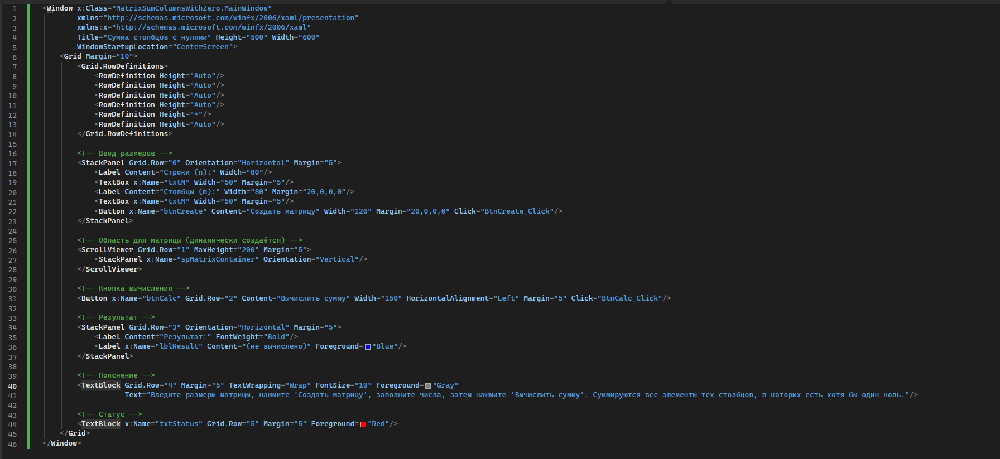 1 <Window x:Class="MatrixSumColumnsWithZero.MainWindow"
2 xmlns="http://schemas.microsoft.com/winfx/2006/xaml/presentation"
3 xmlns:x="http://schemas.microsoft.com/winfx/2006/xaml"
4 Title="Сумма столбцов с нулями" Height="500" Width="600"
5 WindowStartupLocation="CenterScreen">
6 <Grid Margin="10">
7 <Grid.RowDefinitions>
8 <RowDefinition Height="Auto"/>
9 <RowDefinition Height="Auto"/>
10 <RowDefinition Height="Auto"/>
11 <RowDefinition Height="Auto"/>
12 <RowDefinition Height="*"/>
13 <RowDefinition Height="Auto"/>
14 </Grid.RowDefinitions>
15
16 <!-- Ввод размеров -->
17 <StackPanel Grid.Row="0" Orientation="Horizontal" Margin="5">
18 <Label Content="Строки (n):" Width="80"/>
19 <TextBox x:Name="txtN" Width="50" Margin="5"/>
20 <Label Content="Столбцы (m):" Width="80" Margin="20,0,0,0"/>
21 <TextBox x:Name="txtM" Width="50" Margin="5"/>
22 <Button x:Name="btnCreate" Content="Создать матрицу" Width="120" Margin="20,0,0,0" Click="BtnCreate_Click"/>
23 </StackPanel>
24
25 <!-- Область для матрицы (динамически создаётся) -->
26 <ScrollViewer Grid.Row="1" MaxHeight="200" Margin="5">
27 <StackPanel x:Name="spMatrixContainer" Orientation="Vertical"/>
28 </ScrollViewer>
29
30 <!-- Кнопка вычисления -->
31 <Button x:Name="btnCalc" Grid.Row="2" Content="Вычислить сумму" Width="150" HorizontalAlignment="Left" Margin="5" Click="BtnCalc_Click"/>
32
33 <!-- Результат -->
34 <StackPanel Grid.Row="3" Orientation="Horizontal" Margin="5">
35 <Label Content="Результат:" FontWeight="Bold"/>
36 <Label x:Name="lblResult" Content="(не вычислено)" Foreground="Blue"/>
37 </StackPanel>
38
39 <!-- Пояснение -->
40 <TextBlock Grid.Row="4" Margin="5" TextWrapping="Wrap" FontSize="10" Foreground="Gray"
41 Text="Введите размеры матрицы, нажмите 'Создать матрицу', заполните числа, затем нажмите 'Вычислить сумму'. Суммируются все элементы тех столбцов, в которых есть хотя бы один ноль."/>
42
43 <!-- Статус -->
44 <TextBlock x:Name="txtStatus" Grid.Row="5" Margin="5" Foreground="Red"/>
45 </Grid>
46 </Window>